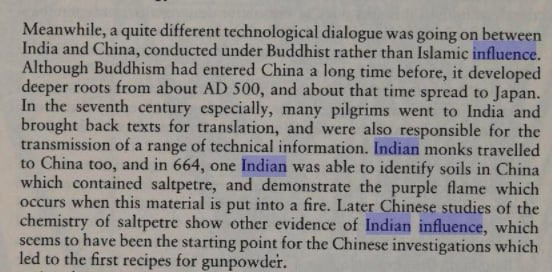 Meanwhile, a quite different technological dialogue was going on between
India and China, conducted under Buddhist rather than Islamic influence.
Although Buddhism had entered China a long time before, it developed
deeper roots from about AD 500, and about that time spread to Japan.
In the seventh century especially, many pilgrims went to India and
brought back texts for translation, and were also responsible for the
transmission of a range of technical information. Indian monks travelled
to China too, and in 664, one Indian was able to identify soils in China
which contained saltpetre, and demonstrate the purple flame which
occurs when this material is put into a fire. Later Chinese studies of the
chemistry of saltpetre show other evidence of Indian influence, which
seems to have been the starting point for the Chinese investigations which
led to the first recipes for gunpowder.